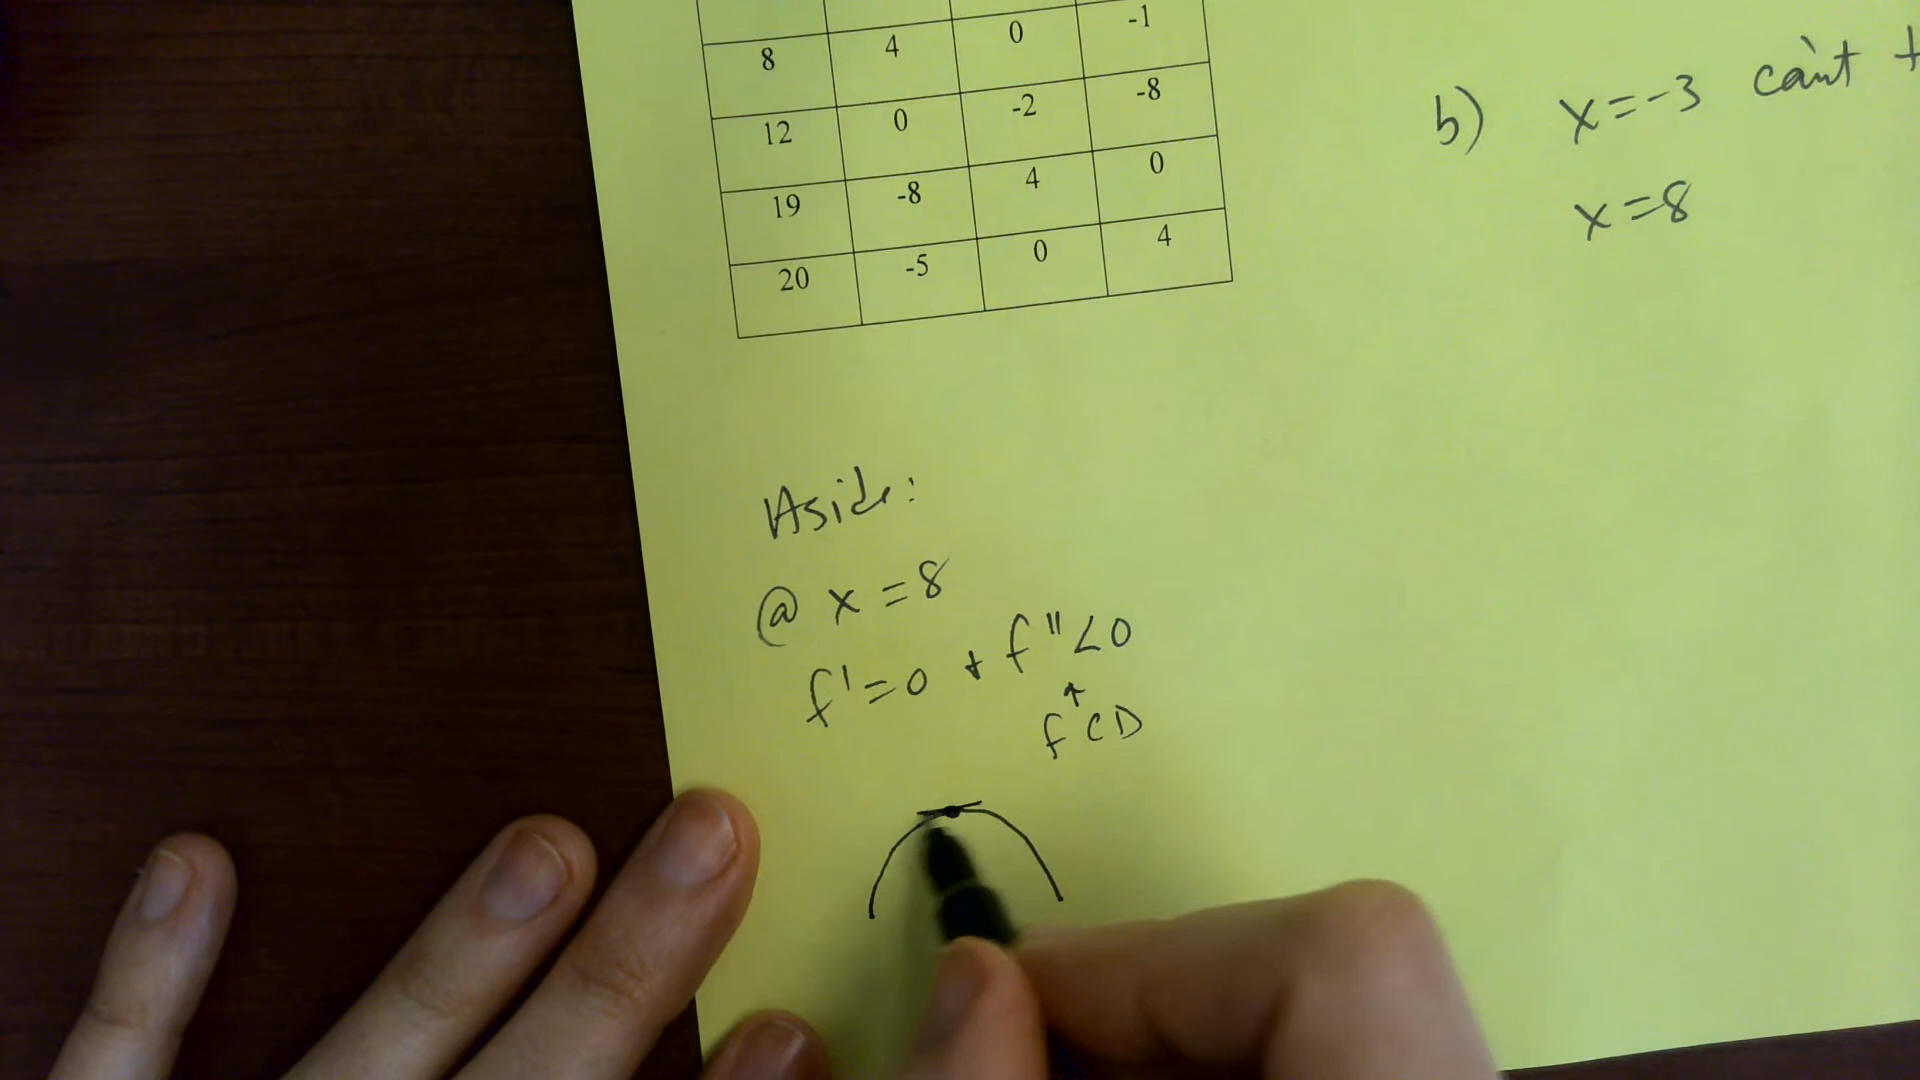 8 4 0 -1
12 0 -2 -8
19 -8 4 0
20 -5 0 4
b) x=-3 can't
x=8
Aside:
@ x=8
f'=0 + f"<0
↑
f CD